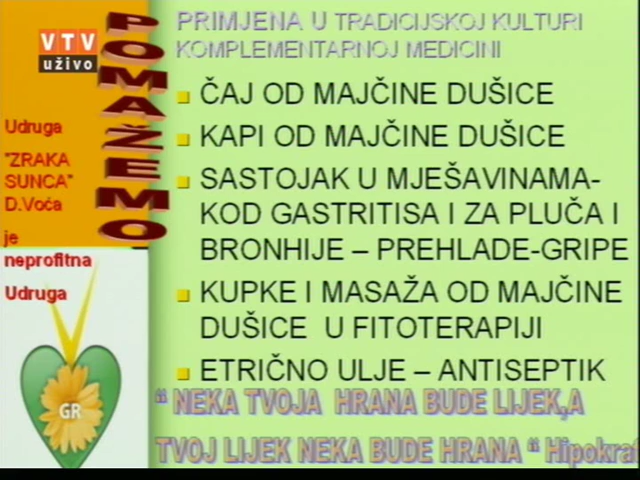 VTV
uživo
POMAŽEMO
Udruga
"ZRAKA
SUNCA"
D.Voća
je
neprofitna
Udruga
GR
PRIMJENA U TRADICIJSKOJ KULTURI
KOMPLEMENTARNOJ MEDICINI
ČAJ OD MAJČINE DUŠICE
KAPI OD MAJČINE DUŠICE
SASTOJAK U MJEŠAVINAMA-
KOD GASTRITISA I ZA PLUČA I
BRONHIJE – PREHLADE-GRIPE
KUPKE I MASAŽA OD MAJČINE
DUŠICE U FITOTERAPIJI
ETRIČNO ULJE – ANTISEPTIK
“ NEKA TVOJA HRANA BUDE LIJEK,A
TVOJ LIJEK NEKA BUDE HRANA “ Hipokrat